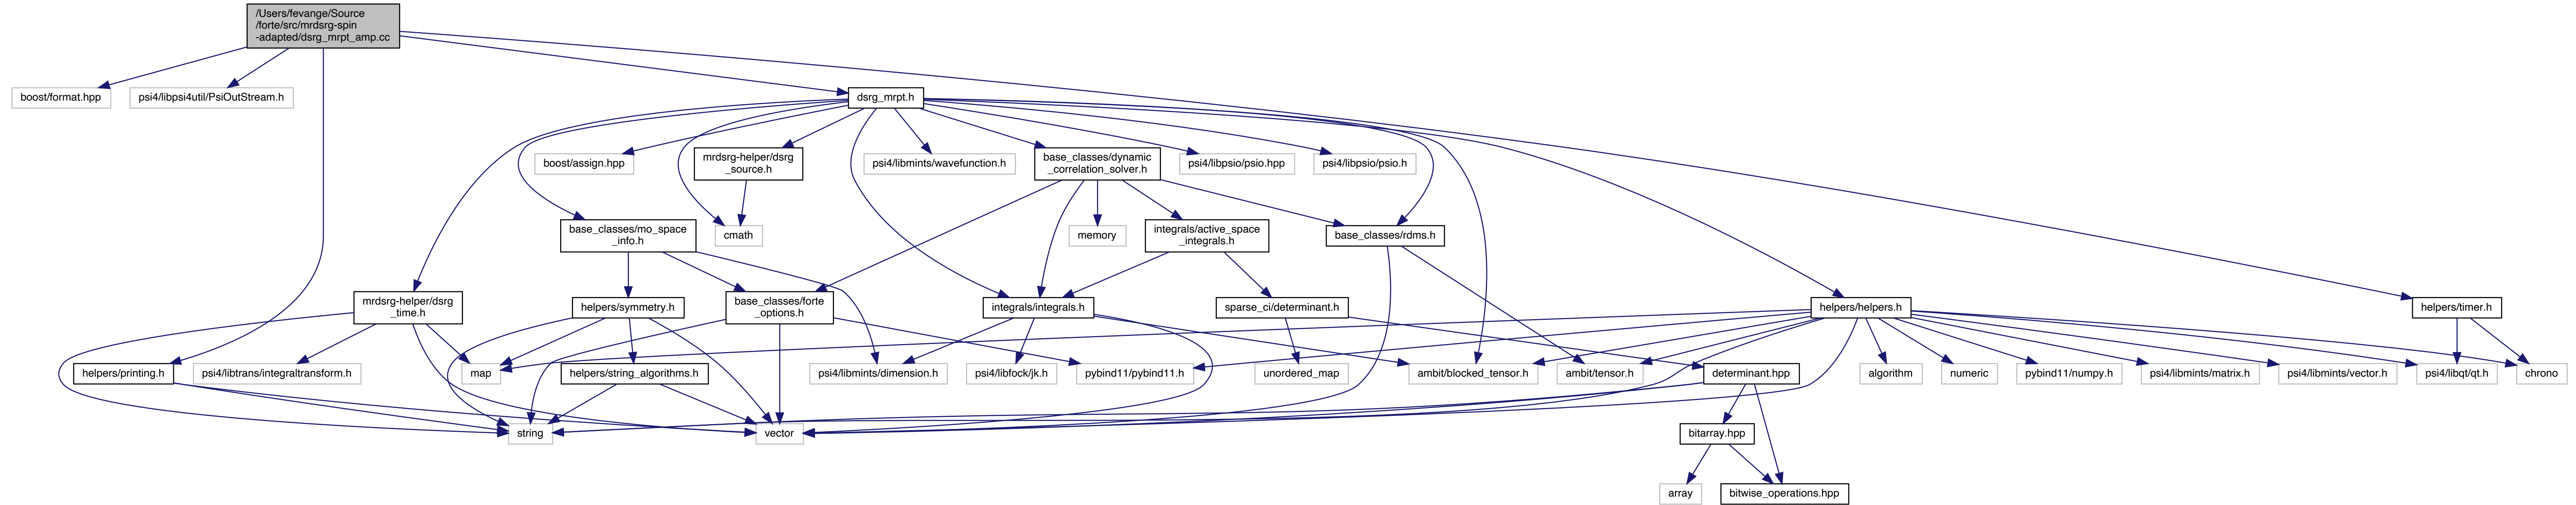 /Users/fevange/Source
/forte/src/mrdsrg-spin
-adapted/dsrg_mrpt_amp.cc
boost/format.hpp
psi4/libpsi4util/PsiOutStream.h
dsrg_mrpt.h
boost/assign.hpp
mrdsrg-helper/dsrg
_source.h
psi4/libmints/wavefunction.h
base_classes/dynamic
_correlation_solver.h
psi4/libpsio/psio.hpp
psi4/libpsio/psio.h
base_classes/mo_space
_info.h
cmath
memory
integrals/active_space
_integrals.h
base_classes/rdms.h
mrdsrg-helper/dsrg
_time.h
helpers/symmetry.h
base_classes/forte
_options.h
integrals/integrals.h
sparse_ci/determinant.h
helpers/helpers.h
helpers/timer.h
helpers/printing.h
psi4/libtrans/integraltransform.h
map
helpers/string_algorithms.h
psi4/libmints/dimension.h
psi4/libfock/jk.h
pybind11/pybind11.h
unordered_map
ambit/blocked_tensor.h
ambit/tensor.h
determinant.hpp
algorithm
numeric
pybind11/numpy.h
psi4/libmints/matrix.h
psi4/libmints/vector.h
psi4/libqt/qt.h
chrono
string
vector
bitarray.hpp
array
bitwise_operations.hpp